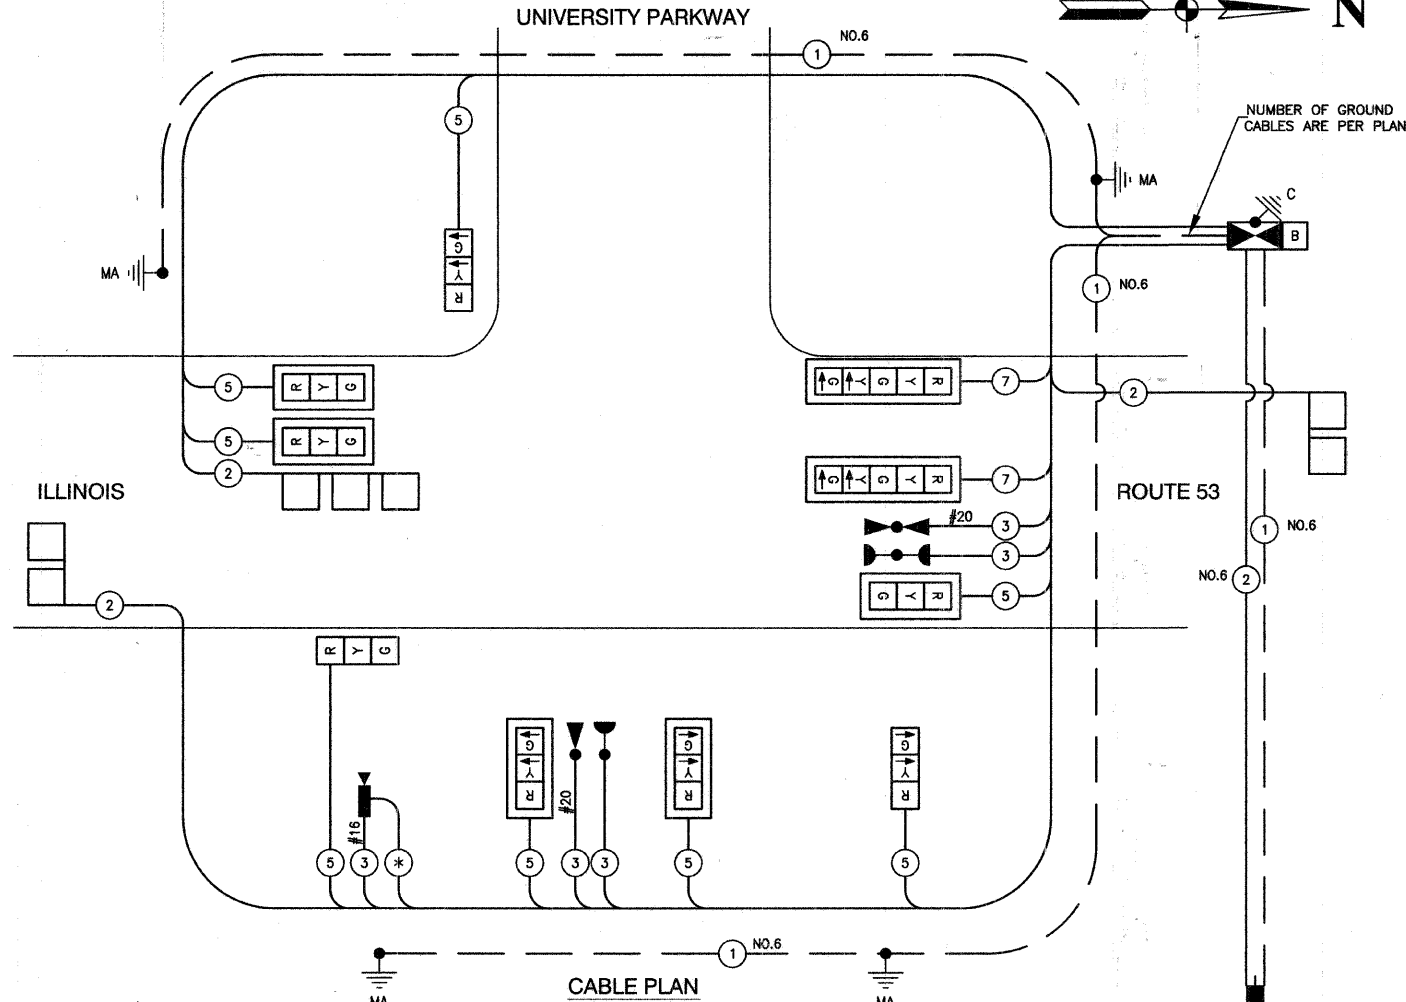 UNIVERSITY PARKWAY
N
1 NO.6
5
NUMBER OF GROUND
CABLES ARE PER PLAN
MA
C
B
G Y R
MA
1 NO.6
5 R Y G
G Y G Y R 7
2
5 R Y G
2
ILLINOIS
G Y G Y R 7
ROUTE 53
#20 3
3
1 NO.6
NO.6 2
G Y R 5
2
R Y G
G Y R
G Y R
G Y R
#16
#20
5 3 * 5 3 3 5 5
1 NO.6
CABLE PLAN
MA
MA